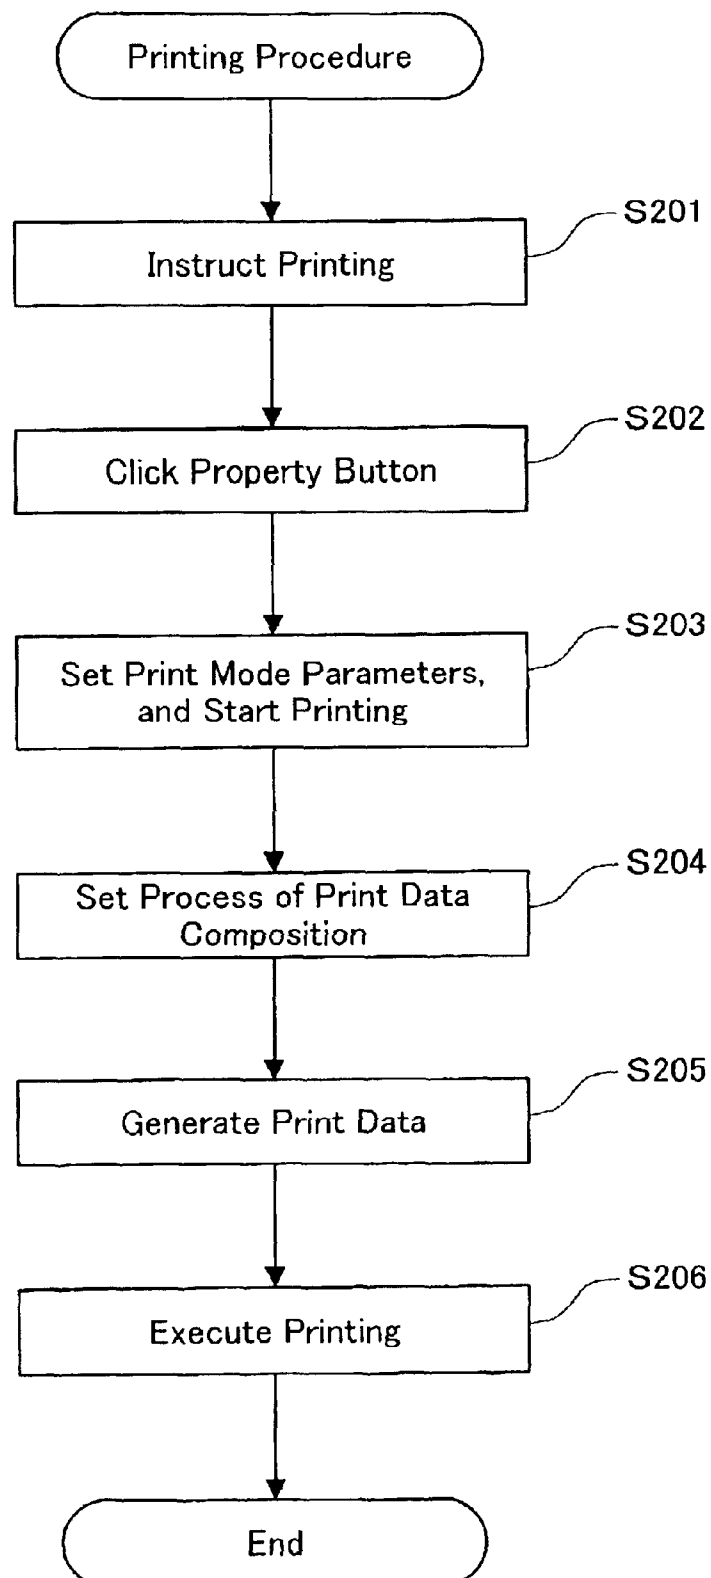 Printing Procedure
S201
Instruct Printing
S202
Click Property Button
S203
Set Print Mode Parameters,
and Start Printing
S204
Set Process of Print Data
Composition
S205
Generate Print Data
S206
Execute Printing
End